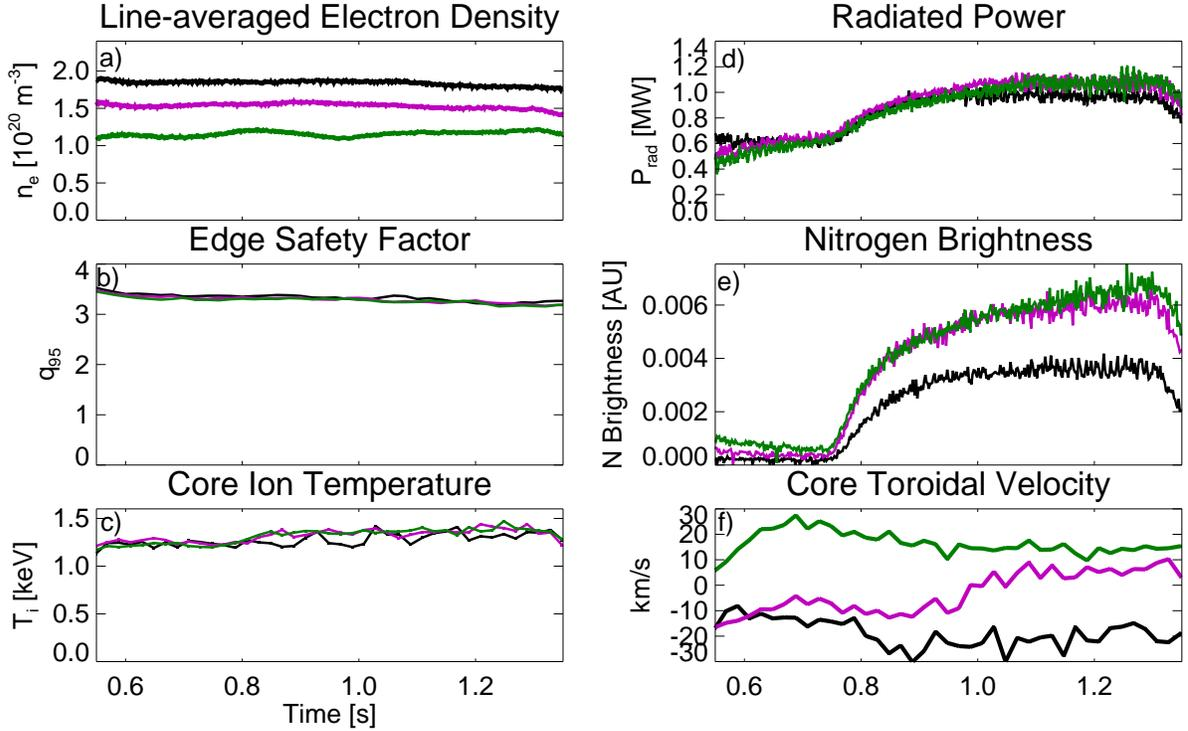 Line-averaged Electron Density
a)
2.0
1.5
1.0
0.5
0.0
nₑ [10²⁰ m⁻³]
Edge Safety Factor
b)
4
3
2
1
0
q₉₅
Core Ion Temperature
c)
1.5
1.0
0.5
0.0
Tᵢ [keV]
0.6 0.8 1.0 1.2
Time [s]
Radiated Power
d)
1.4
1.2
1.0
0.8
0.6
0.4
0.2
0.0
P_rad [MW]
Nitrogen Brightness
e)
0.006
0.004
0.002
0.000
N Brightness [AU]
Core Toroidal Velocity
f)
30
20
10
0
-10
-20
-30
km/s
0.6 0.8 1.0 1.2